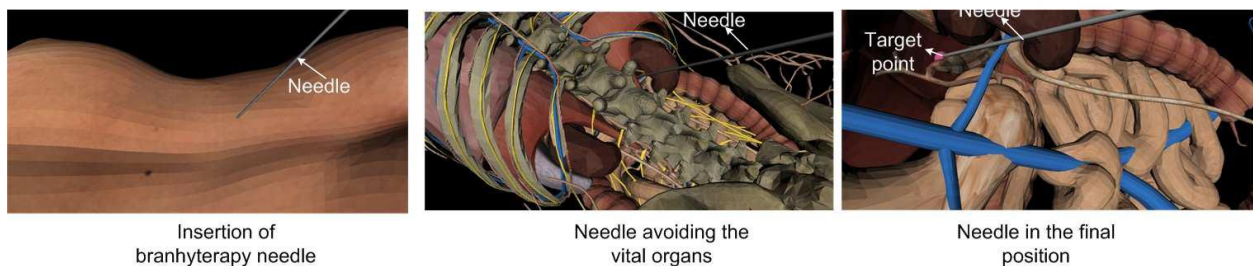 Needle
Needle
Needle
Target
point
Insertion of
branhyterapy needle
Needle avoiding the
vital organs
Needle in the final
position